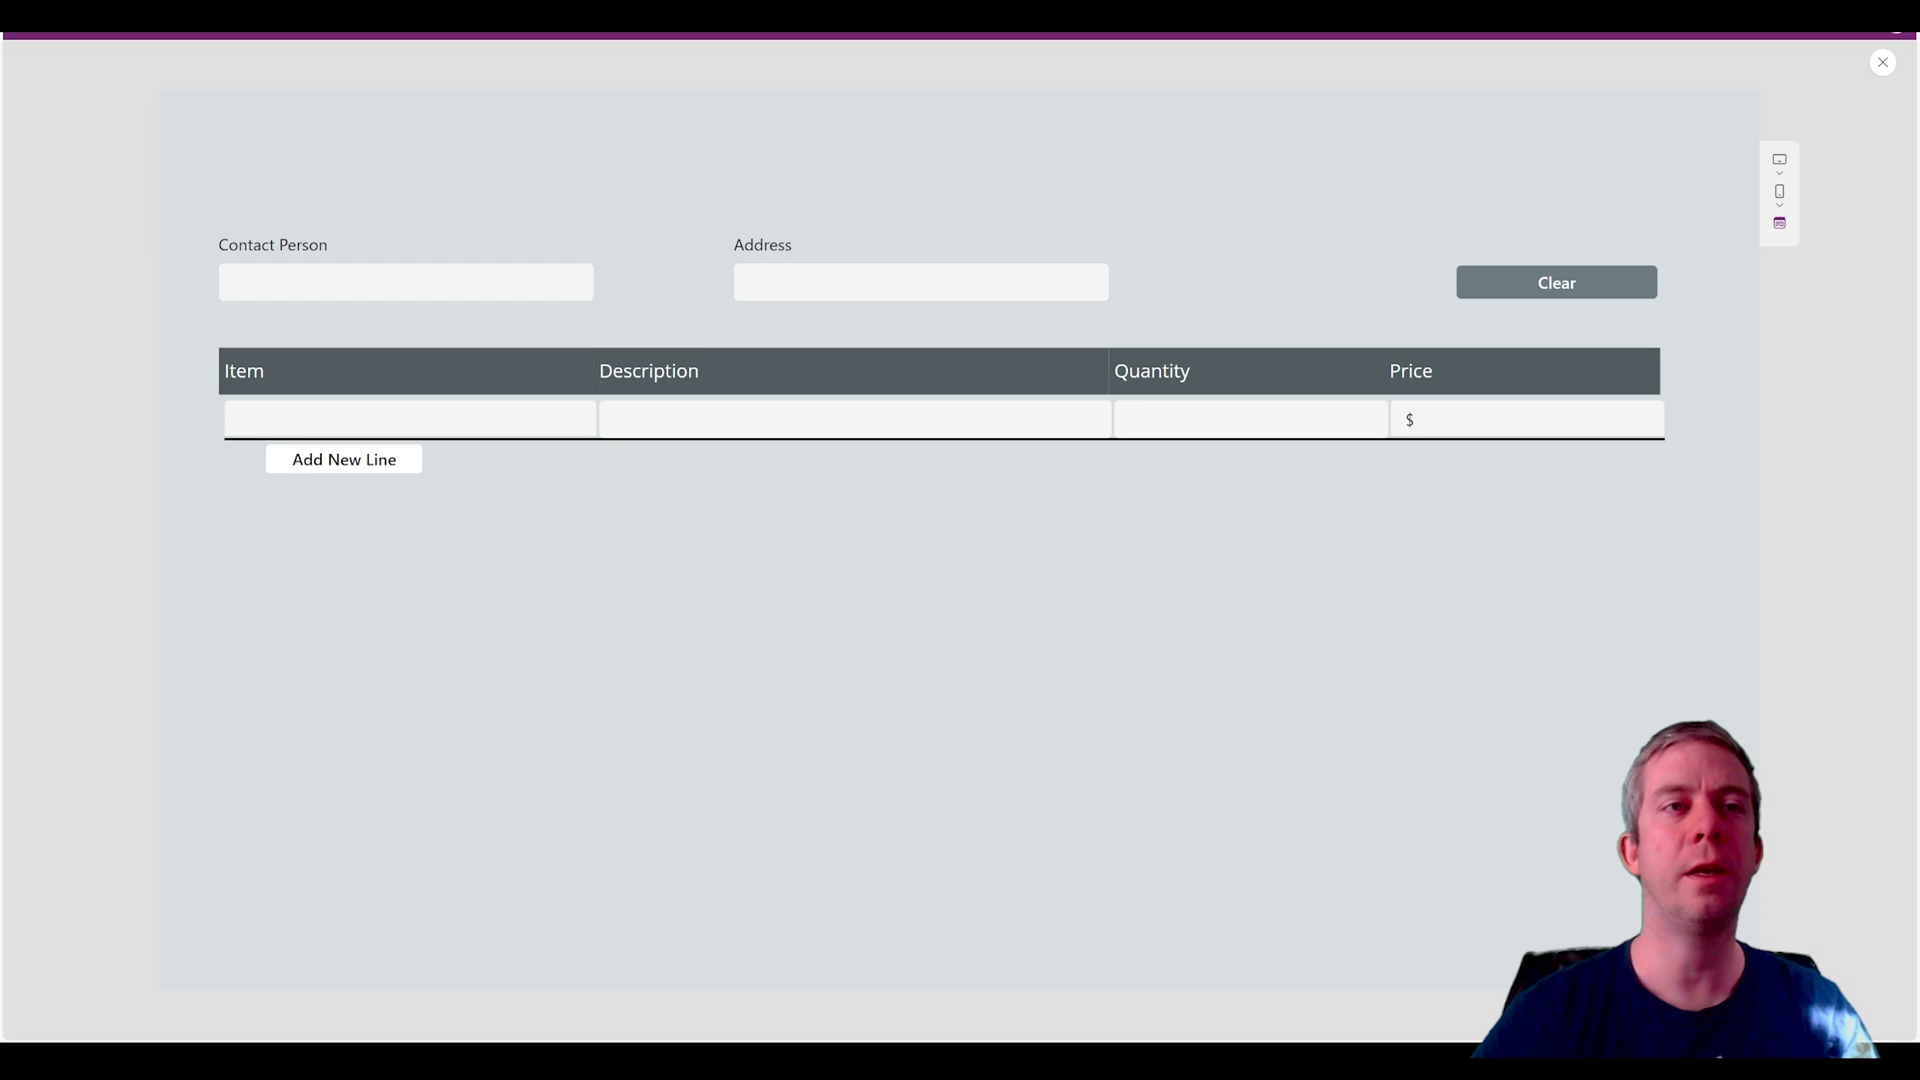 Contact Person
Address
Clear
Item Description Quantity Price
$
Add New Line